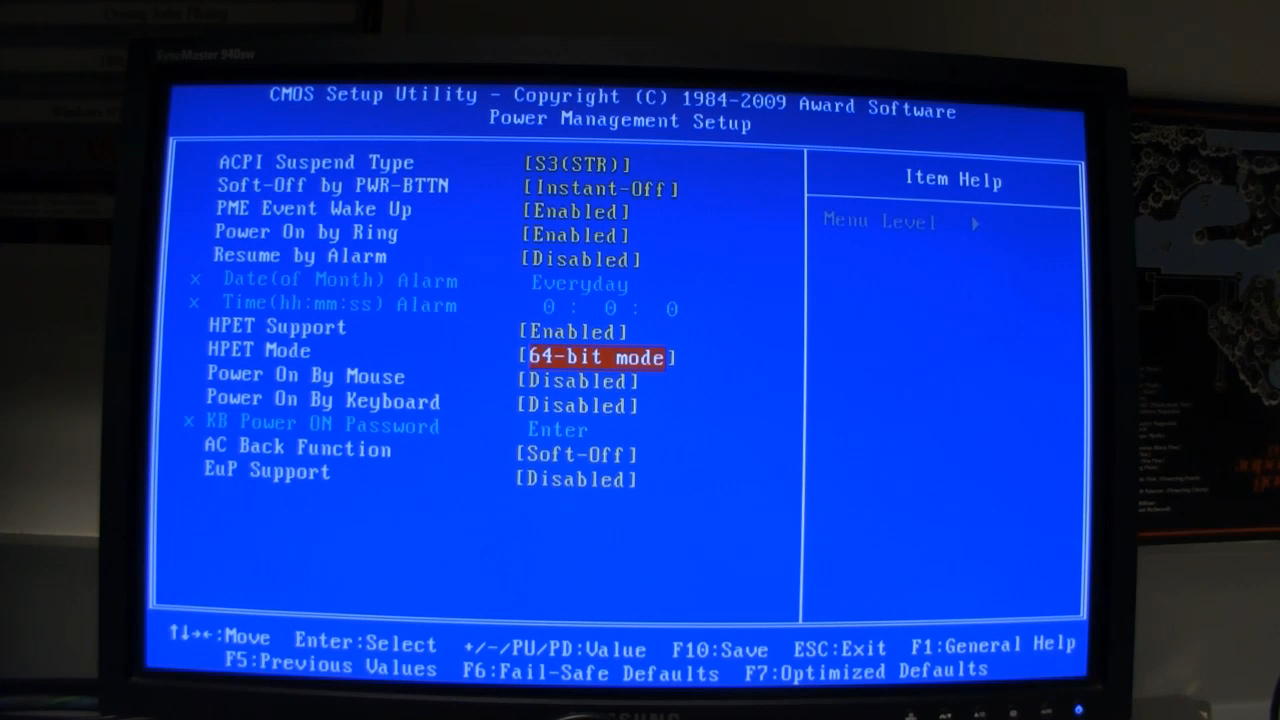 SyncMaster 940sw
CMOS Setup Utility - Copyright (C) 1984-2009 Award Software
Power Management Setup
ACPI Suspend Type [S3(STR)]
Soft-Off by PWR-BTTN [Instant-Off]
PME Event Wake Up [Enabled]
Power On by Ring [Enabled]
Resume by Alarm [Disabled]
x Date(of Month) Alarm Everyday
x Time(hh:mm:ss) Alarm 0 : 0 : 0
HPET Support [Enabled]
HPET Mode [64-bit mode]
Power On By Mouse [Disabled]
Power On By Keyboard [Disabled]
x KB Power ON Password Enter
AC Back Function [Soft-Off]
EuP Support [Disabled]
Item Help
Menu Level ▶
↑↓→←:Move Enter:Select +/-/PU/PD:Value F10:Save ESC:Exit F1:General Help
F5:Previous Values F6:Fail-Safe Defaults F7:Optimized Defaults
SAMSUNG